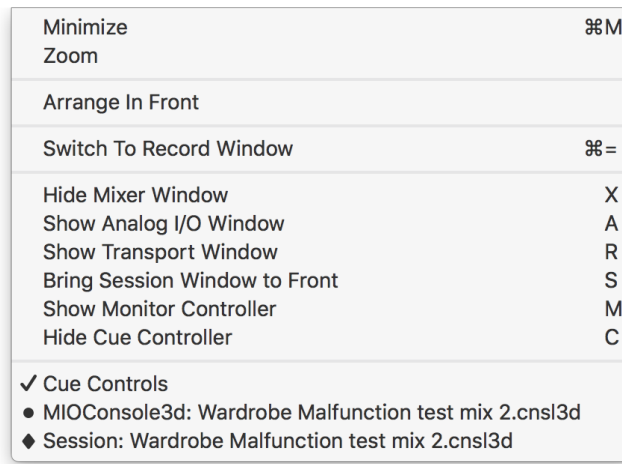 Minimize ⌘M
Zoom
Arrange In Front
Switch To Record Window ⌘=
Hide Mixer Window X
Show Analog I/O Window A
Show Transport Window R
Bring Session Window to Front S
Show Monitor Controller M
Hide Cue Controller C
✓ Cue Controls
● MIOConsole3d: Wardrobe Malfunction test mix 2.cnsl3d
◆ Session: Wardrobe Malfunction test mix 2.cnsl3d